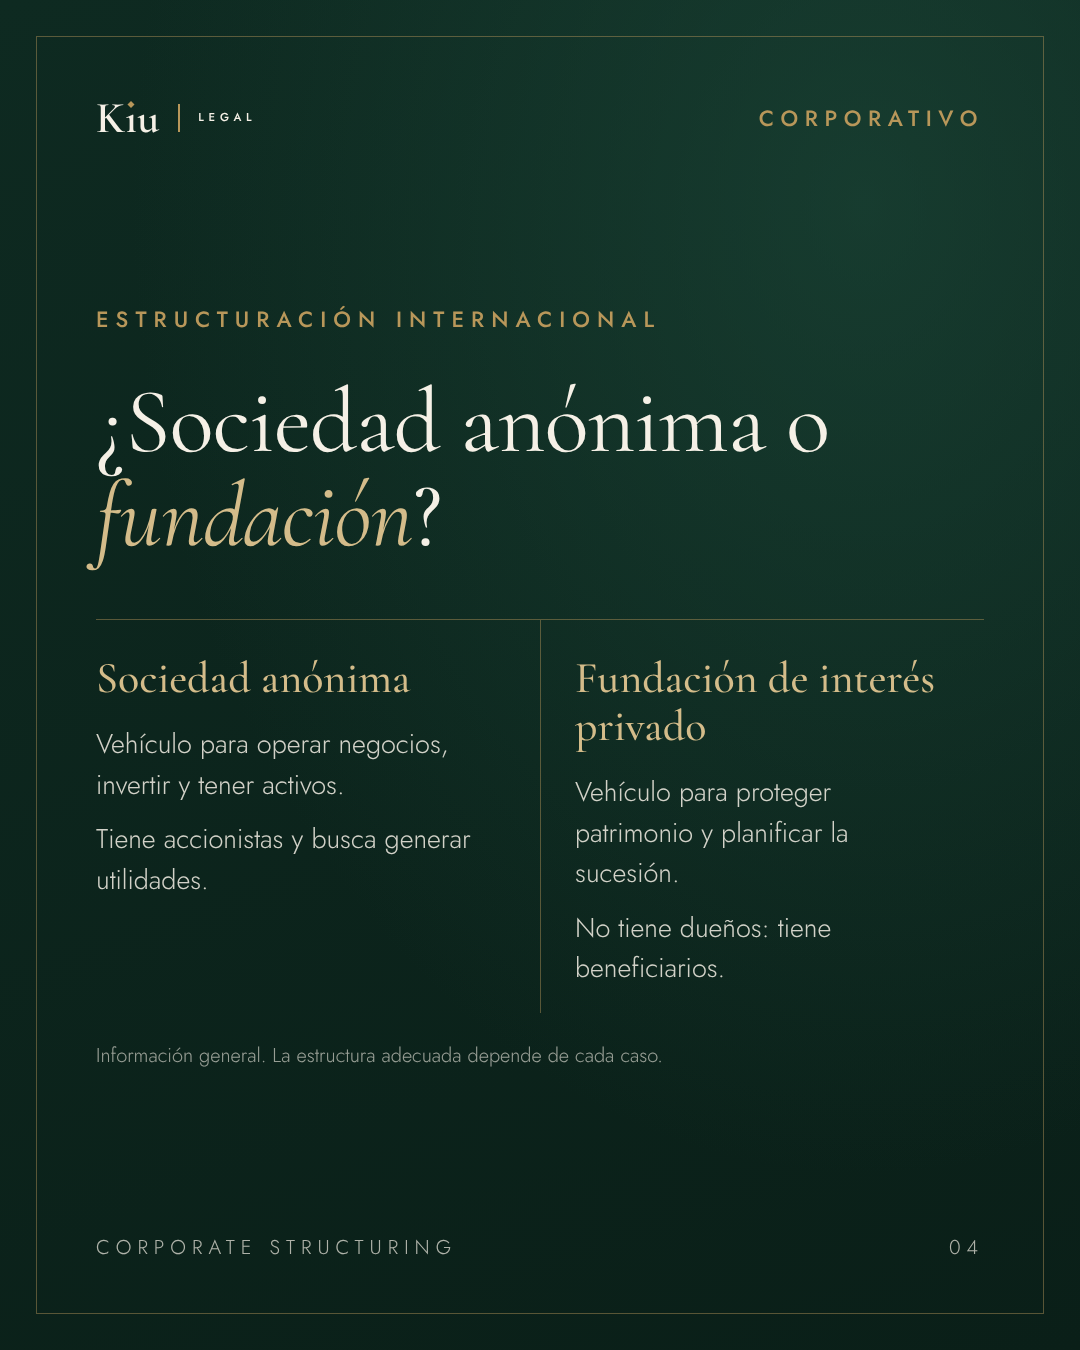 Kiu | LEGAL
CORPORATIVO
ESTRUCTURACIÓN INTERNACIONAL
¿Sociedad anónima o
fundación?
Sociedad anónima
Vehículo para operar negocios,
invertir y tener activos.
Tiene accionistas y busca generar
utilidades.
Fundación de interés
privado
Vehículo para proteger
patrimonio y planificar la
sucesión.
No tiene dueños: tiene
beneficiarios.
Información general. La estructura adecuada depende de cada caso.
CORPORATE STRUCTURING
04